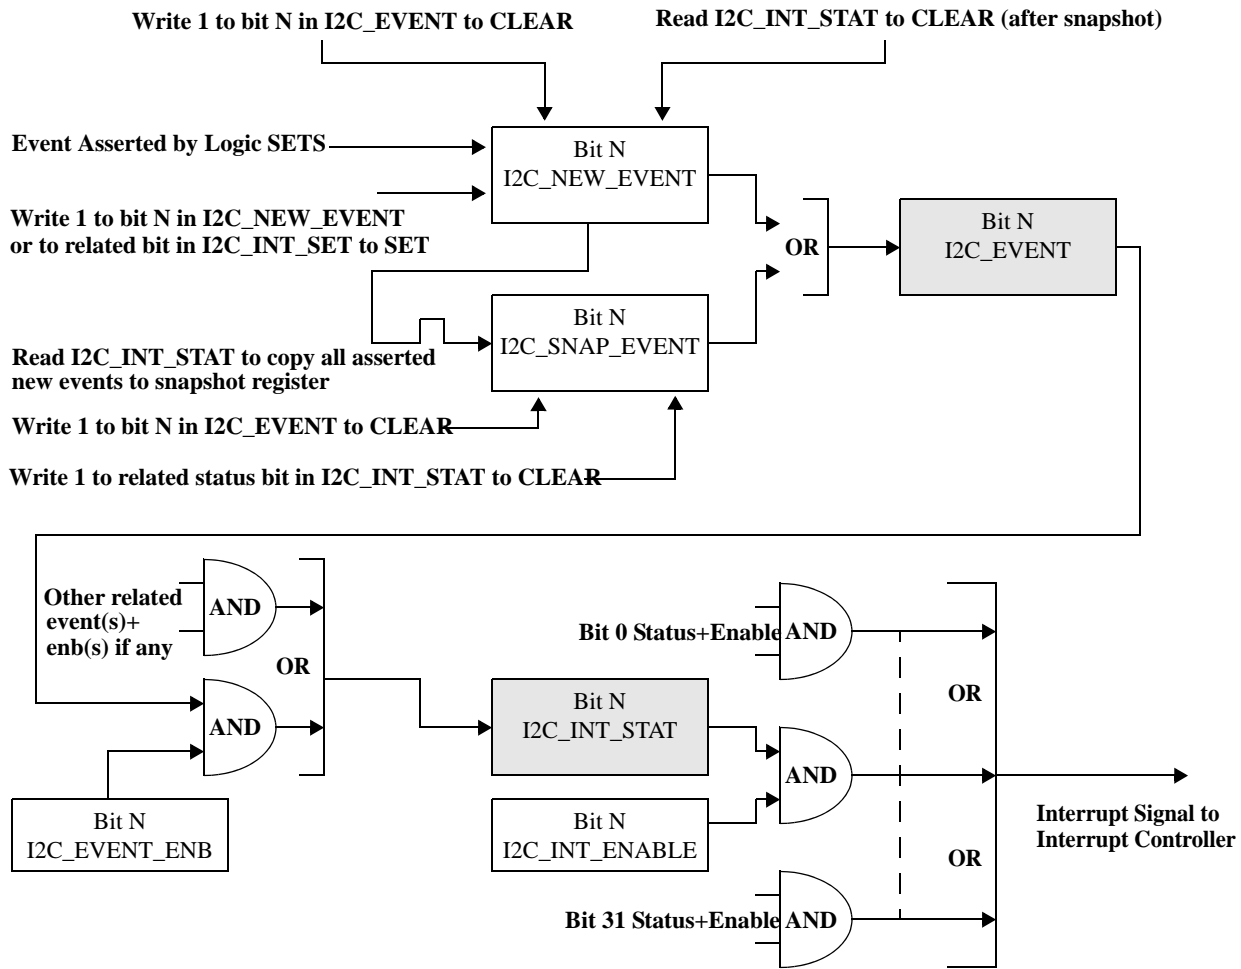 Write 1 to bit N in I2C_EVENT to CLEAR
Read I2C_INT_STAT to CLEAR (after snapshot)
Event Asserted by Logic SETS
Bit N
I2C_NEW_EVENT
Write 1 to bit N in I2C_NEW_EVENT
or to related bit in I2C_INT_SET to SET
OR
Bit N
I2C_EVENT
Bit N
I2C_SNAP_EVENT
Read I2C_INT_STAT to copy all asserted
new events to snapshot register
Write 1 to bit N in I2C_EVENT to CLEAR
Write 1 to related status bit in I2C_INT_STAT to CLEAR
Other related
event(s)+
enb(s) if any
AND
OR
AND
Bit N
I2C_EVENT_ENB
Bit N
I2C_INT_STAT
Bit N
I2C_INT_ENABLE
Bit 0 Status+Enable
AND
OR
AND
OR
Bit 31 Status+Enable
AND
Interrupt Signal to
Interrupt Controller